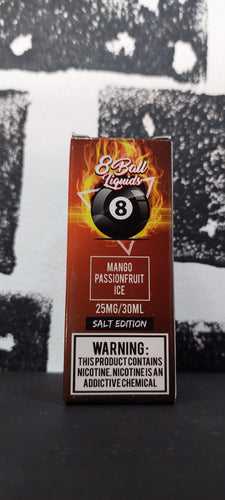 8 Ball
Liquids
8
MANGO
PASSIONFRUIT
ICE
25MG/30ML
SALT EDITION
WARNING:
THIS PRODUCT CONTAINS
NICOTINE. NICOTINE IS AN
ADDICTIVE CHEMICAL